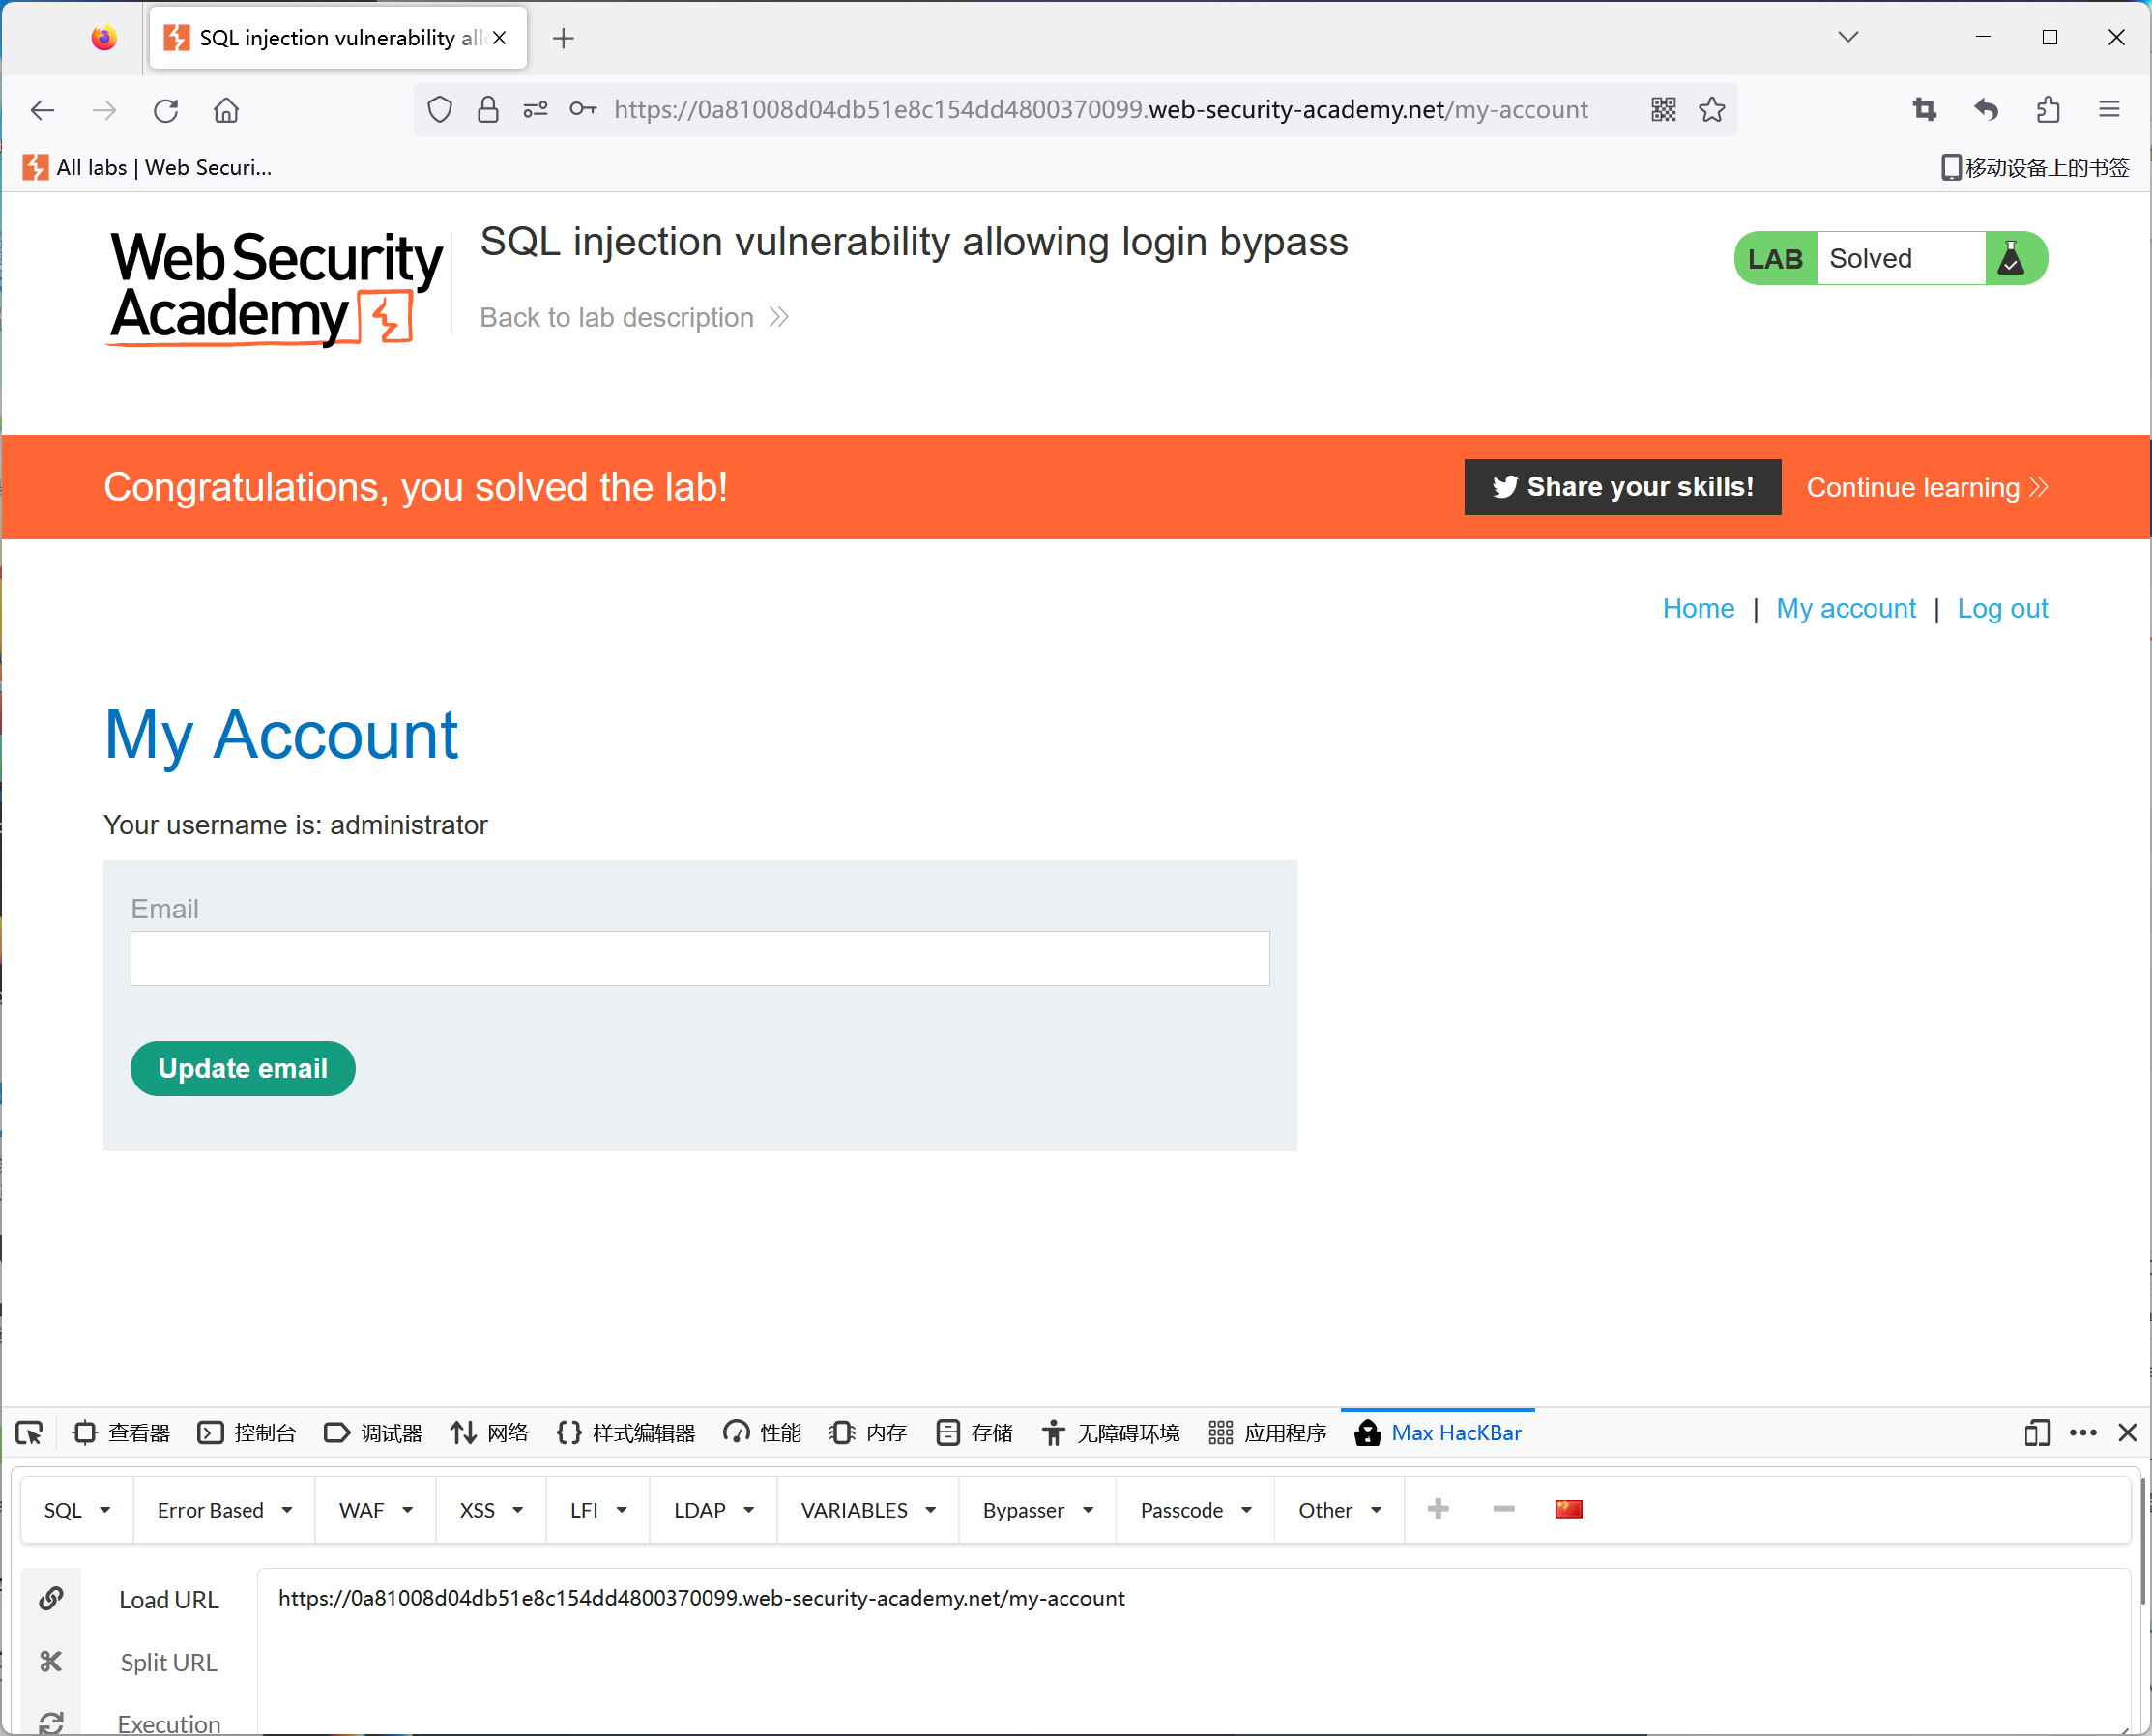 SQL injection vulnerability all
https://0a81008d04db51e8c154dd4800370099.web-security-academy.net/my-account
All labs | Web Securi...
移动设备上的书签
Web Security
Academy
SQL injection vulnerability allowing login bypass
Back to lab description
LAB Solved
Congratulations, you solved the lab!
Share your skills!
Continue learning
Home | My account | Log out
My Account
Your username is: administrator
Email
Update email
查看器 控制台 调试器 网络 样式编辑器 性能 内存 存储 无障碍环境 应用程序 Max HacKBar
SQL Error Based WAF XSS LFI LDAP VARIABLES Bypasser Passcode Other
Load URL
https://0a81008d04db51e8c154dd4800370099.web-security-academy.net/my-account
Split URL
Execution